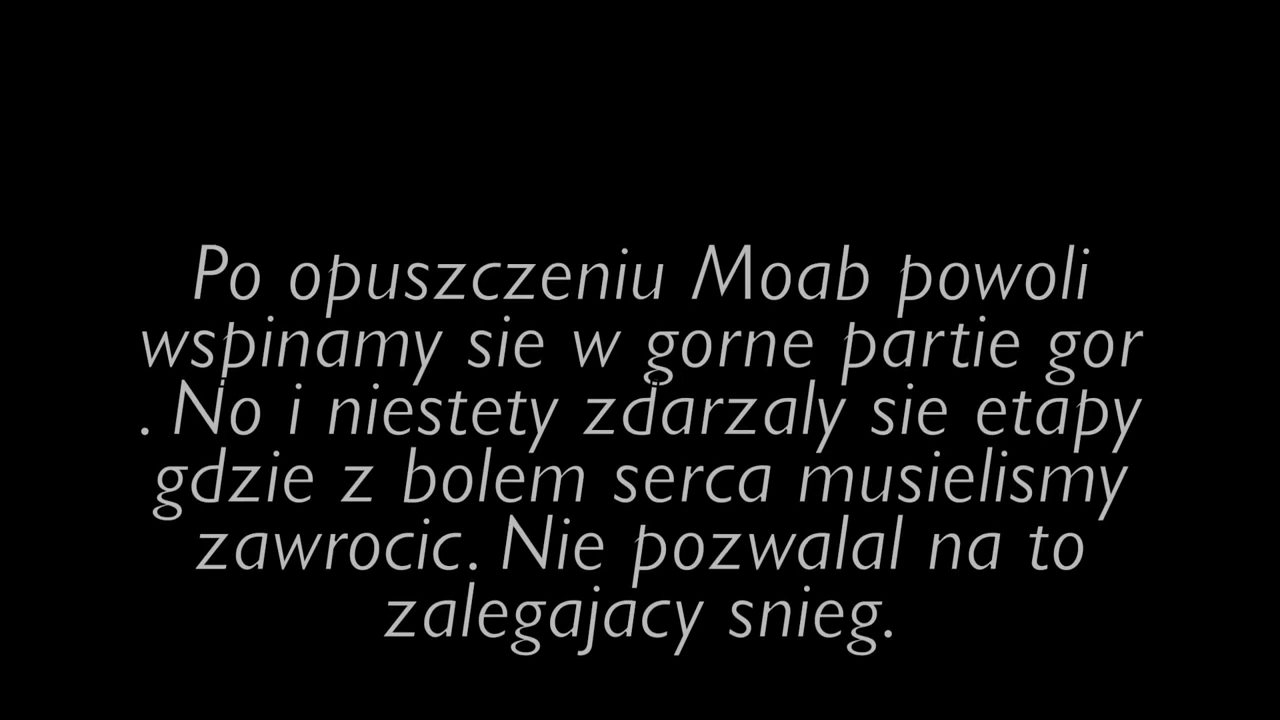 Po opuszczeniu Moab powoli
wspinamy sie w gorne partie gor
. No i niestety zdarzaly sie etapy
gdzie z bolem serca musielismy
zawrocic. Nie pozwalal na to
zalegajacy snieg.